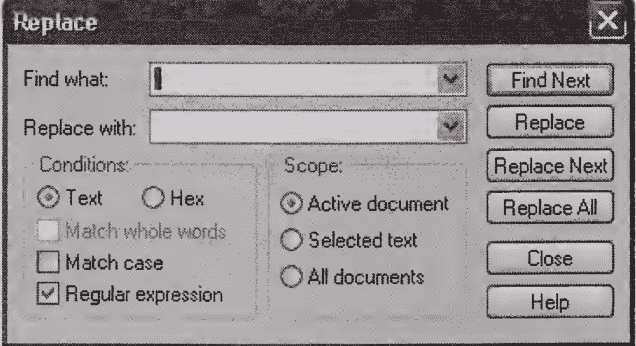 Replace
Find what:
Find Next
Replace with:
Replace
Conditions:
Scope:
Replace Next
Text
Hex
Active document
Replace All
Match whole words
Selected text
Match case
Close
All documents
Regular expression
Help